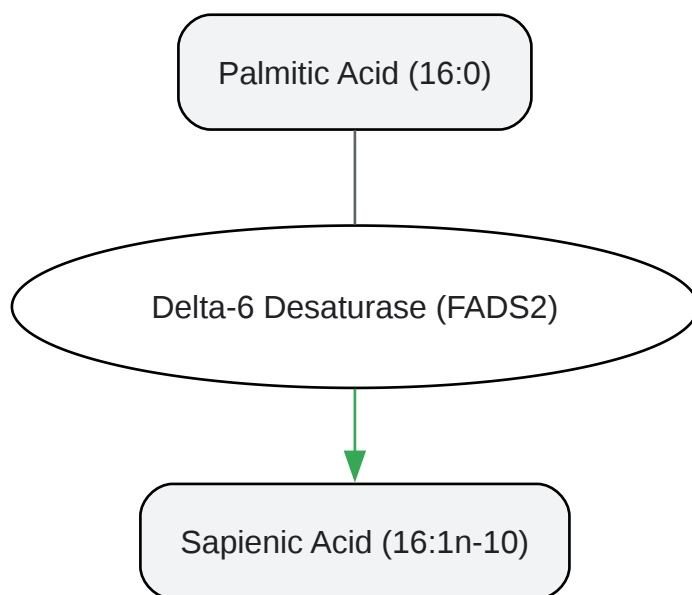 Palmitic Acid (16:0)
Delta-6 Desaturase (FADS2)
Sapienic Acid (16:1n-10)